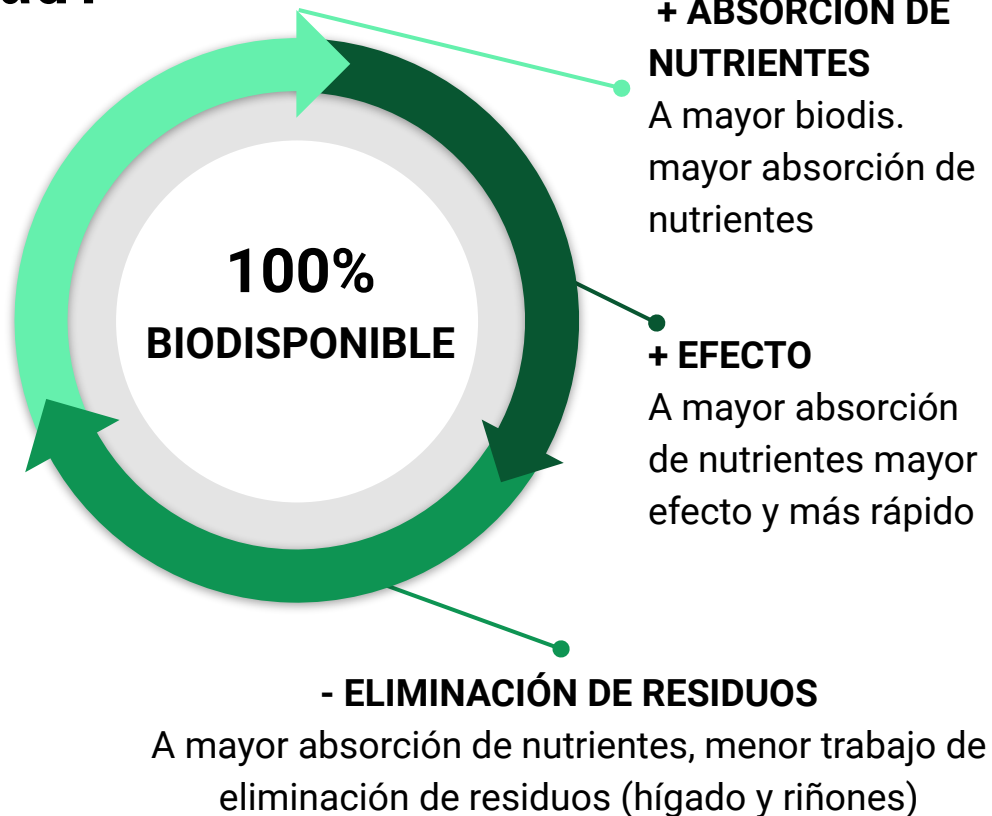 + ABSORCIÓN DE
NUTRIENTES
A mayor biodis.
mayor absorción de
nutrientes
100%
BIODISPONIBLE
+ EFECTO
A mayor absorción
de nutrientes mayor
efecto y más rápido
- ELIMINACIÓN DE RESIDUOS
A mayor absorción de nutrientes, menor trabajo de
eliminación de residuos (hígado y riñones)